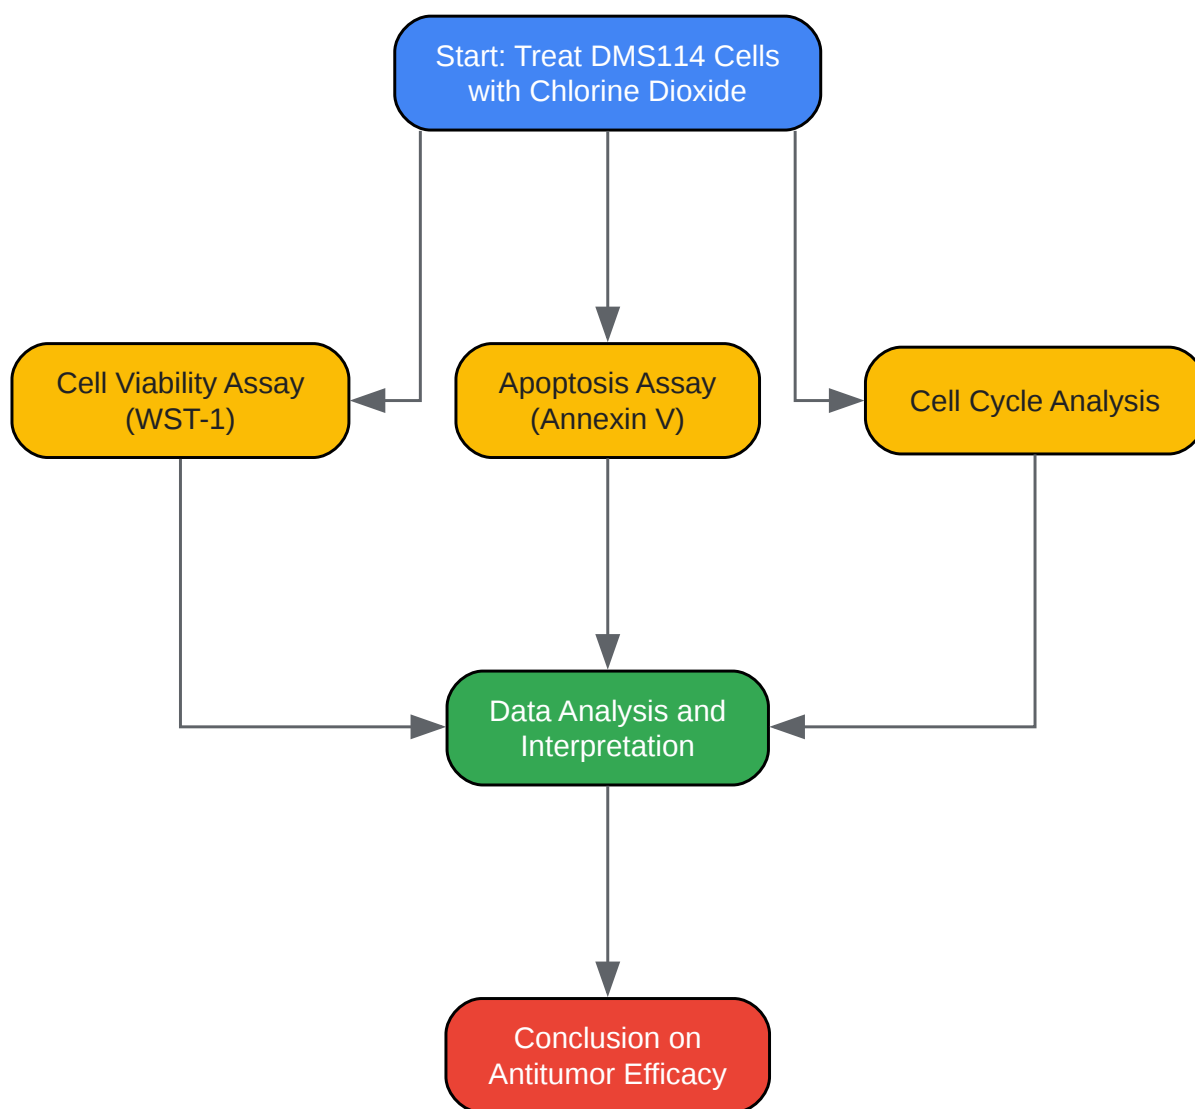 Start: Treat DMS114 Cells
with Chlorine Dioxide
Cell Viability Assay
(WST-1)
Apoptosis Assay
(Annexin V)
Cell Cycle Analysis
Data Analysis and
Interpretation
Conclusion on
Antitumor Efficacy